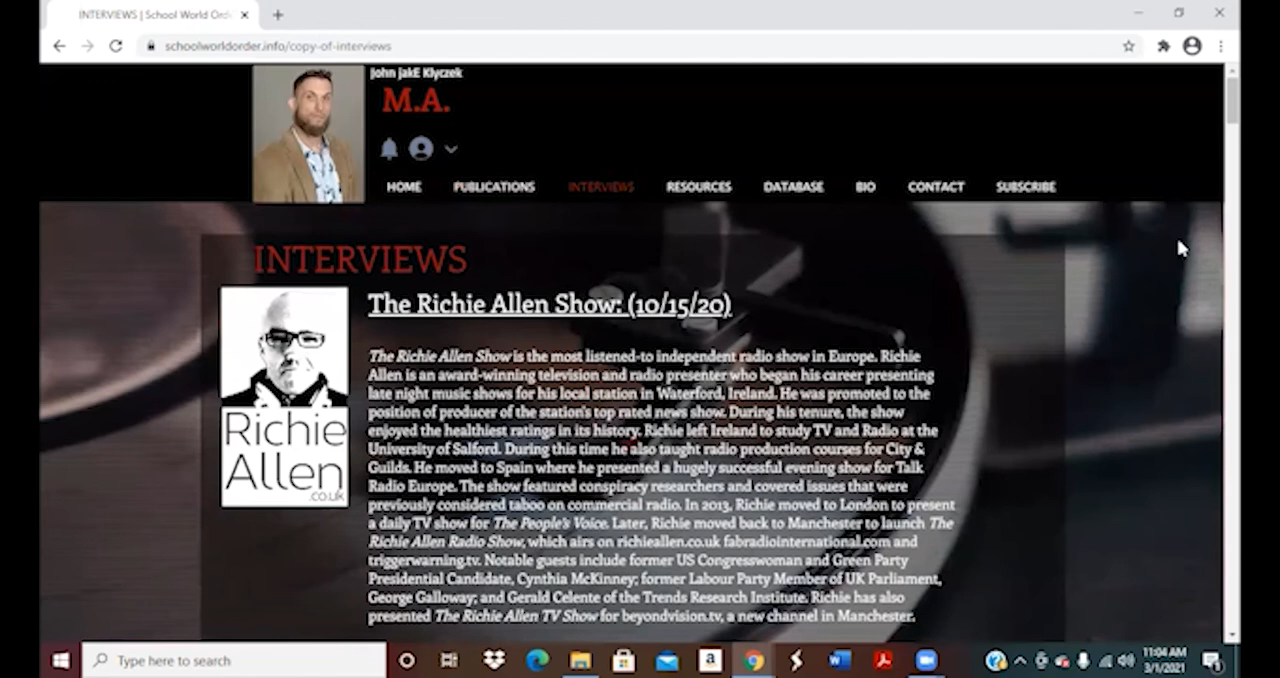 INTERVIEWS | School World Ord
schoolworldorder.info/copy-of-interviews
John JakE Klyczek
M.A.
HOME PUBLICATIONS INTERVIEWS RESOURCES DATABASE BIO CONTACT SUBSCRIBE
INTERVIEWS
The Richie Allen Show: (10/15/20)
Richie
Allen
.co.uk
The Richie Allen Show is the most listened-to independent radio show in Europe. Richie
Allen is an award-winning television and radio presenter who began his career presenting
late night music shows for his local station in Waterford, Ireland. He was promoted to the
position of producer of the station's top rated news show. During his tenure, the show
enjoyed the healthiest ratings in its history. Richie left Ireland to study TV and Radio at the
University of Salford. During this time he also taught radio production courses for City &
Guilds. He moved to Spain where he presented a hugely successful evening show for Talk
Radio Europe. The show featured conspiracy researchers and covered issues that were
previously considered taboo on commercial radio. In 2013, Richie moved to London to present
a daily TV show for The People's Voice. Later, Richie moved back to Manchester to launch The
Richie Allen Radio Show, which airs on richieallen.co.uk fabradiointernational.com and
triggerwarning.tv. Notable guests include former US Congresswoman and Green Party
Presidential Candidate, Cynthia McKinney; former Labour Party Member of UK Parliament,
George Galloway; and Gerald Celente of the Trends Research Institute. Richie has also
presented The Richie Allen TV Show for beyondvision.tv, a new channel in Manchester.
Type here to search
11:04 AM
3/1/2021